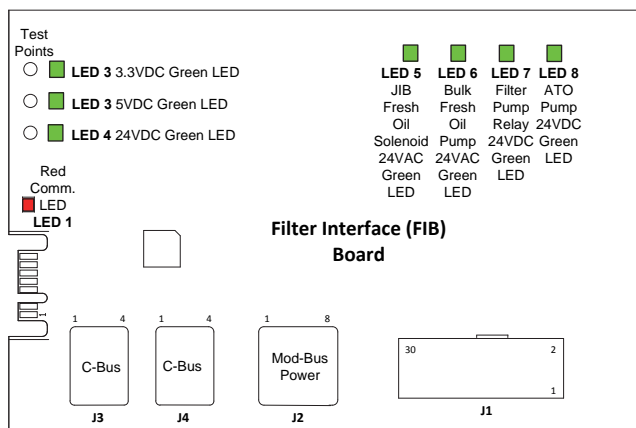 Test
Points
LED 3 3.3VDC Green LED
LED 3 5VDC Green LED
LED 4 24VDC Green LED
Red
Comm.
LED
LED 1
LED 5
JIB
Fresh
Oil
Solenoid
24VAC
Green
LED
LED 6
Bulk
Fresh
Oil
Pump
24VAC
Green
LED
LED 7
Filter
Pump
Relay
24VDC
Green
LED
LED 8
ATO
Pump
24VDC
Green
LED
Filter Interface (FIB)
Board
1
1 4
C-Bus
J3
1 4
C-Bus
J4
1 8
Mod-Bus
Power
J2
30 2
1
J1